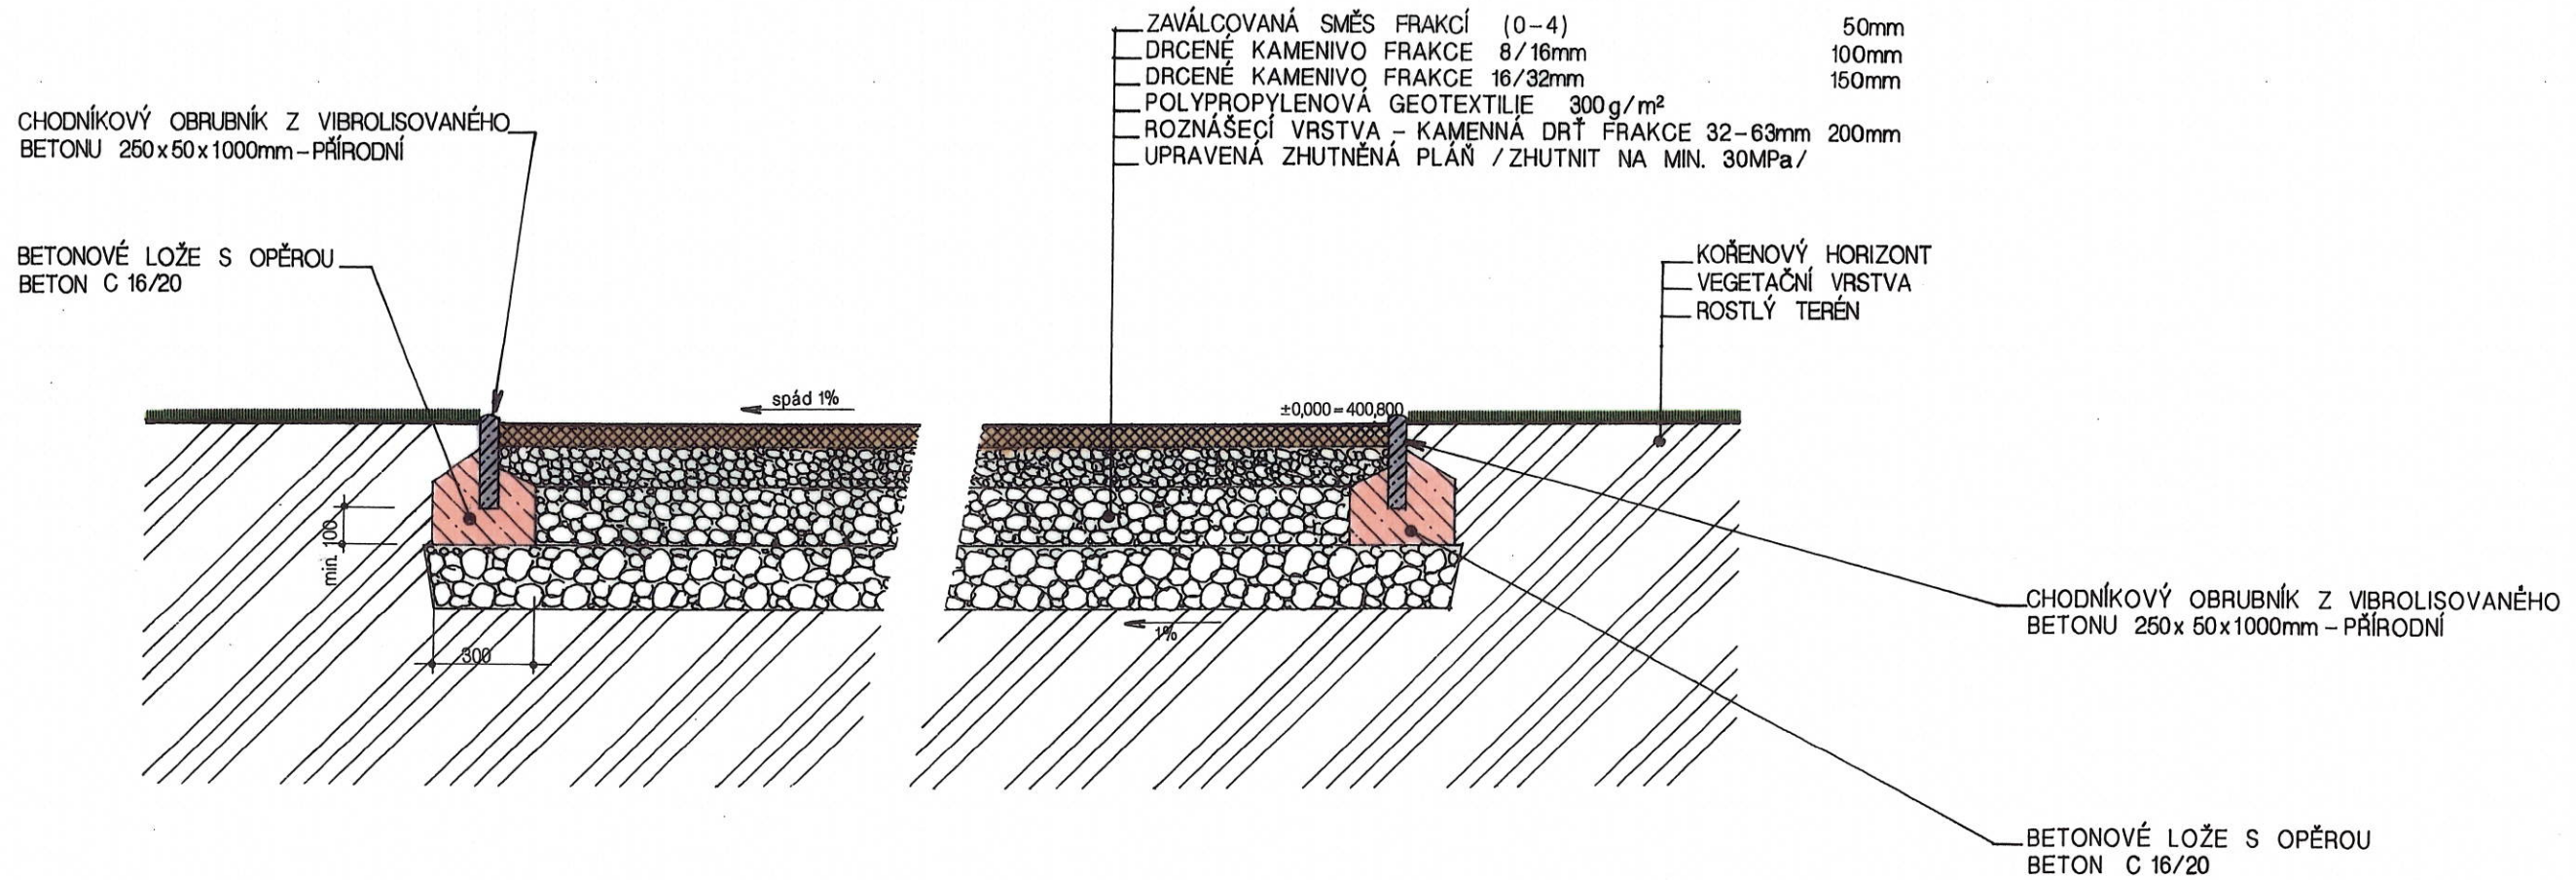 ZAVÁLCOVANÁ SMĚS FRAKCÍ (0-4) 50mm
DRCENÉ KAMENIVO FRAKCE 8/16mm 100mm
DRCENÉ KAMENIVO FRAKCE 16/32mm 150mm
POLYPROPYLENOVÁ GEOTEXTILIE 300g/m²
ROZNÁŠECÍ VRSTVA - KAMENNÁ DRŤ FRAKCE 32-63mm 200mm
UPRAVENÁ ZHUTNĚNÁ PLÁŇ /ZHUTNIT NA MIN. 30MPa/
CHODNÍKOVÝ OBRUBNÍK Z VIBROLISOVANÉHO
BETONU 250x50x1000mm-PŘÍRODNÍ
BETONOVÉ LOŽE S OPĚROU
BETON C 16/20
KOŘENOVÝ HORIZONT
VEGETAČNÍ VRSTVA
ROSTLÝ TERÉN
spád 1%
±0,000=400,800
min. 100
300
1%
CHODNÍKOVÝ OBRUBNÍK Z VIBROLISOVANÉHO
BETONU 250x 50x1000mm-PŘÍRODNÍ
BETONOVÉ LOŽE S OPĚROU
BETON C 16/20